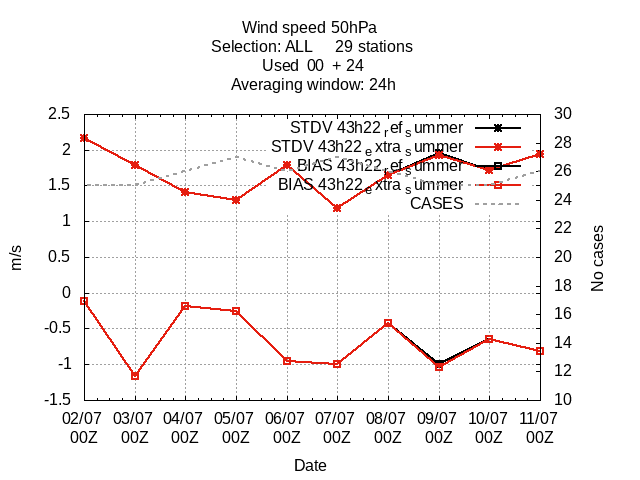 Wind speed 50hPa
Selection: ALL 29 stations
Used 00 + 24
Averaging window: 24h
2.5
2
1.5
1
0.5
0
-0.5
-1
-1.5
m/s
30
28
26
24
22
20
18
16
14
12
10
No cases
STDV 43h22refsummer
STDV 43h22extrasummer
BIAS 43h22refsummer
BIAS 43h22extrasummer
CASES
02/07 03/07 04/07 05/07 06/07 07/07 08/07 09/07 10/07 11/07
00Z 00Z 00Z 00Z 00Z 00Z 00Z 00Z 00Z 00Z
Date